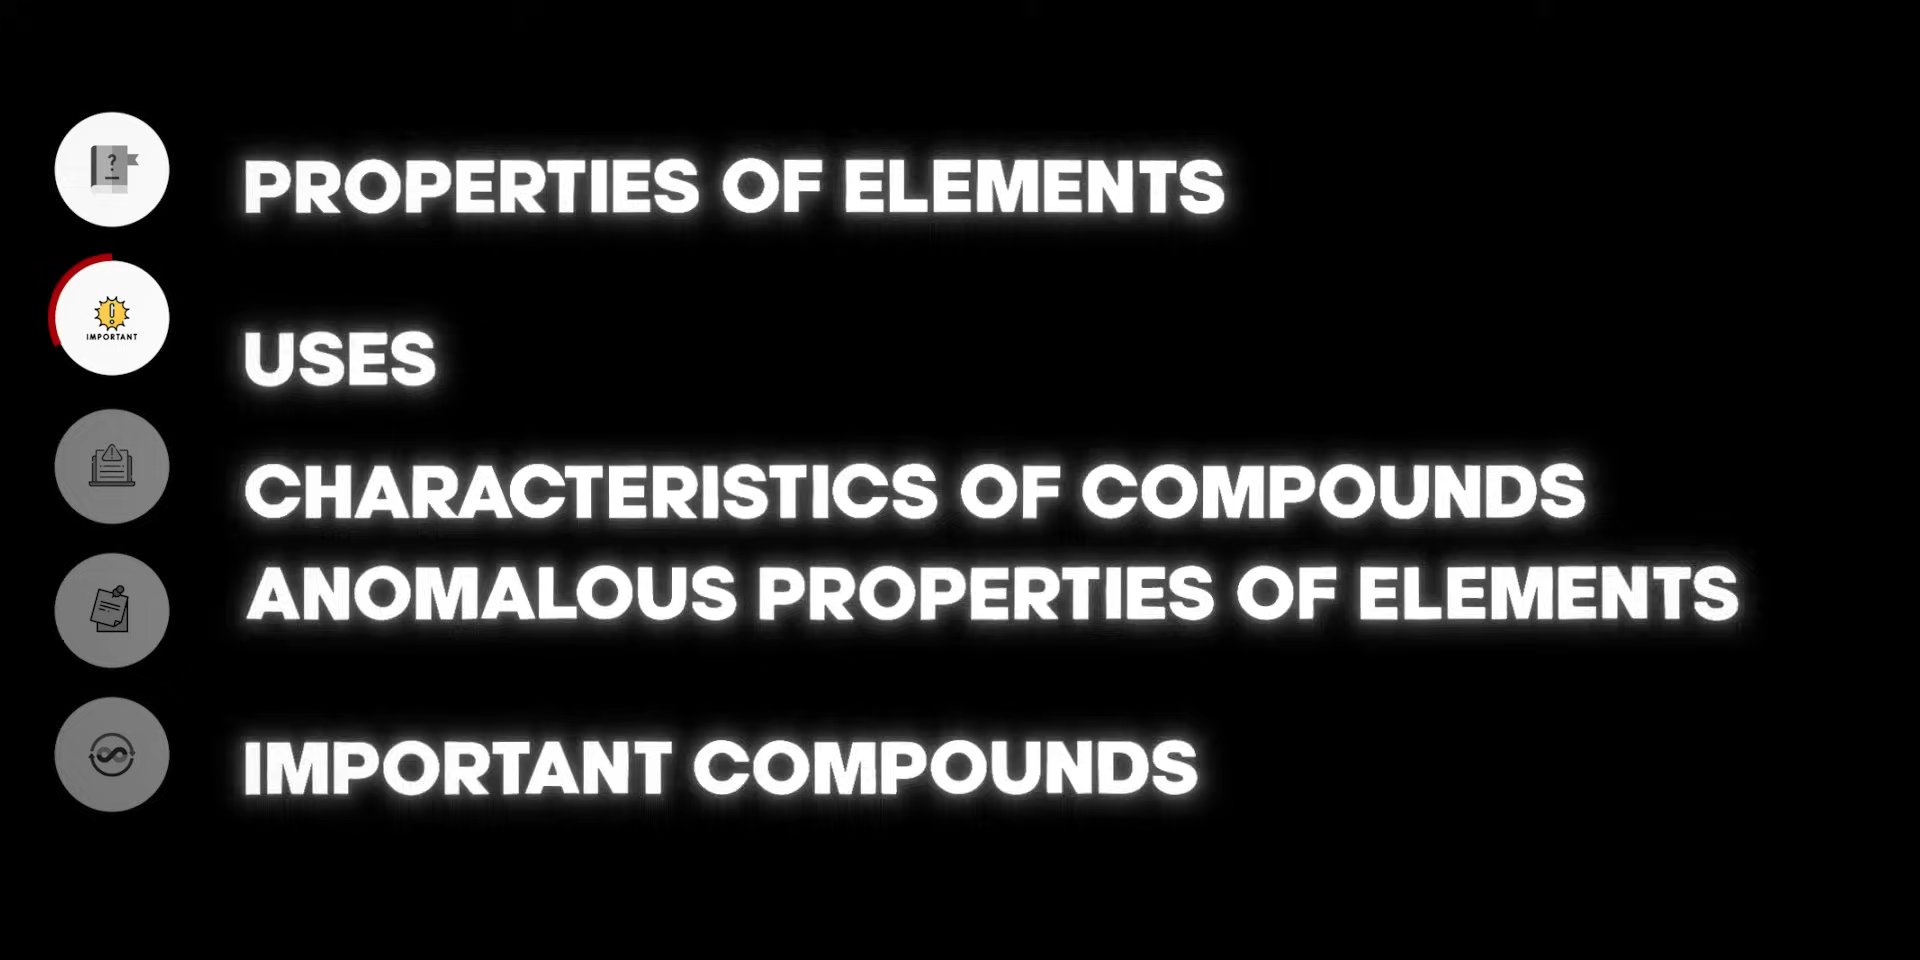 PROPERTIES OF ELEMENTS
IMPORTANT
USES
CHARACTERISTICS OF COMPOUNDS
ANOMALOUS PROPERTIES OF ELEMENTS
IMPORTANT COMPOUNDS